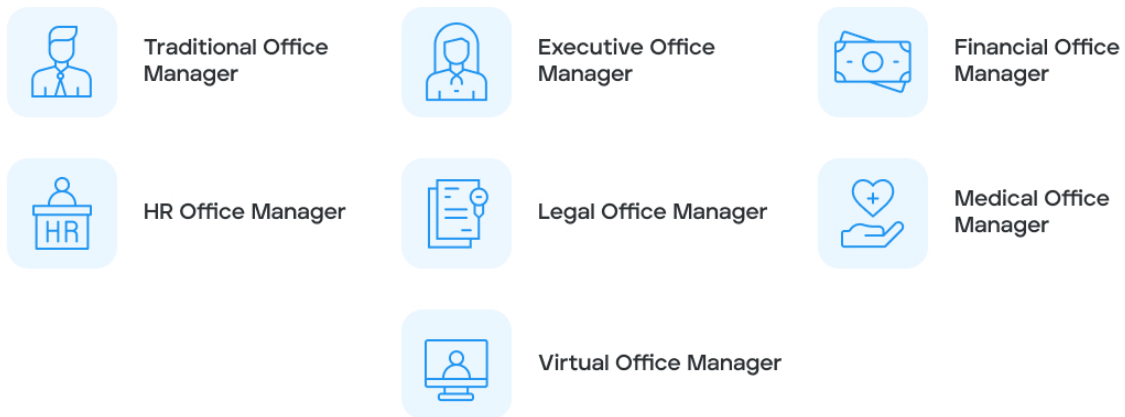 Traditional Office
Manager
Executive Office
Manager
Financial Office
Manager
HR
HR Office Manager
Legal Office Manager
Medical Office
Manager
Virtual Office Manager